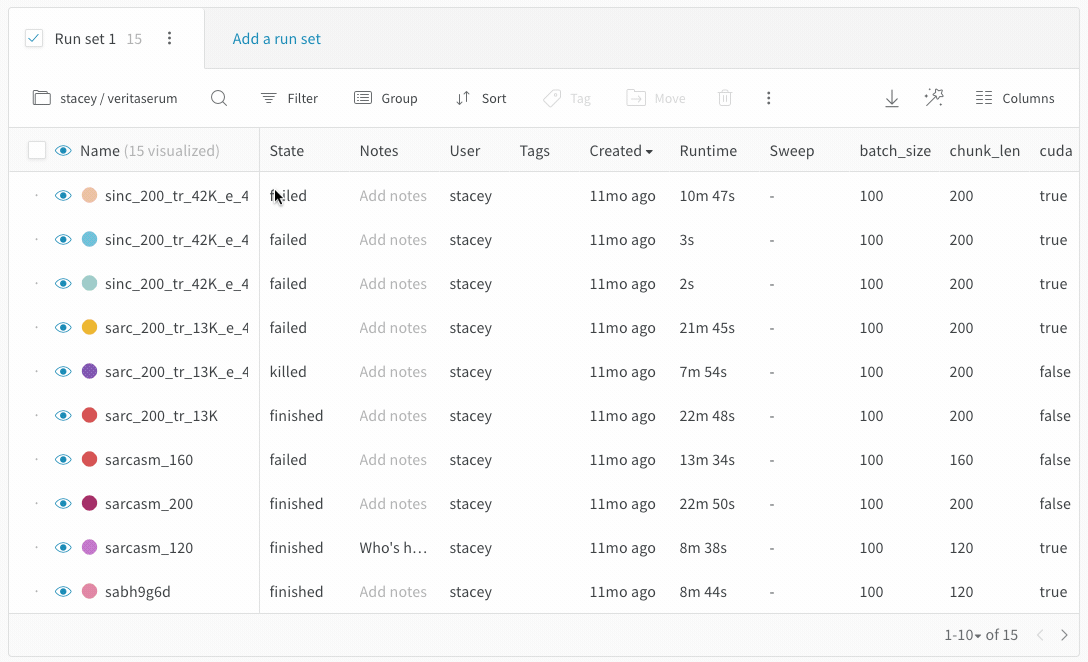 Run set 1 15 Add a run set
stacey / veritaserum Filter Group Sort Tag Move Columns
Name (15 visualized) State Notes User Tags Created Runtime Sweep batch_size chunk_len cuda
sinc_200_tr_42K_e_4 failed Add notes stacey 11mo ago 10m 47s - 100 200 true
sinc_200_tr_42K_e_4 failed Add notes stacey 11mo ago 3s - 100 200 true
sinc_200_tr_42K_e_4 failed Add notes stacey 11mo ago 2s - 100 200 true
sarc_200_tr_13K_e_4 failed Add notes stacey 11mo ago 21m 45s - 100 200 true
sarc_200_tr_13K_e_4 killed Add notes stacey 11mo ago 7m 54s - 100 200 false
sarc_200_tr_13K finished Add notes stacey 11mo ago 22m 48s - 100 200 false
sarcasm_160 failed Add notes stacey 11mo ago 13m 34s - 100 160 false
sarcasm_200 finished Add notes stacey 11mo ago 22m 50s - 100 200 false
sarcasm_120 finished Who's h... stacey 11mo ago 8m 38s - 100 120 true
sabh9g6d finished Add notes stacey 11mo ago 8m 44s - 100 120 true
1-10 of 15